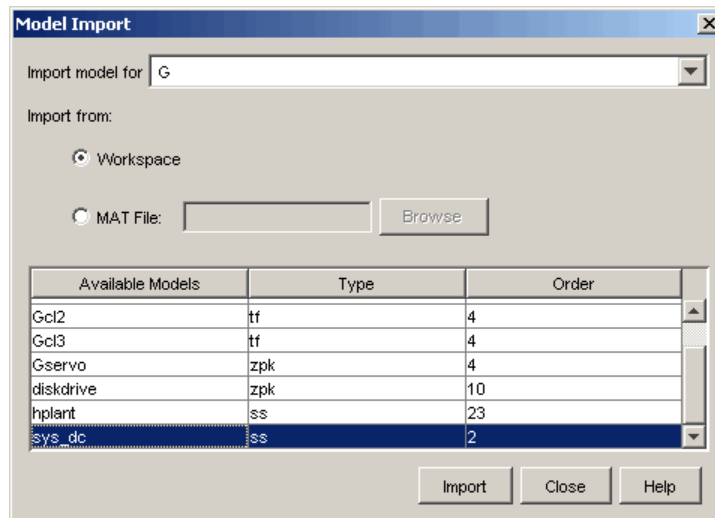 Model Import
Import model for G
Import from:
Workspace
MAT File: Browse
Available Models Type Order
Gcl2 tf 4
Gcl3 tf 4
Gservo zpk 4
diskdrive zpk 10
hplant ss 23
sys_dc ss 2
Import Close Help